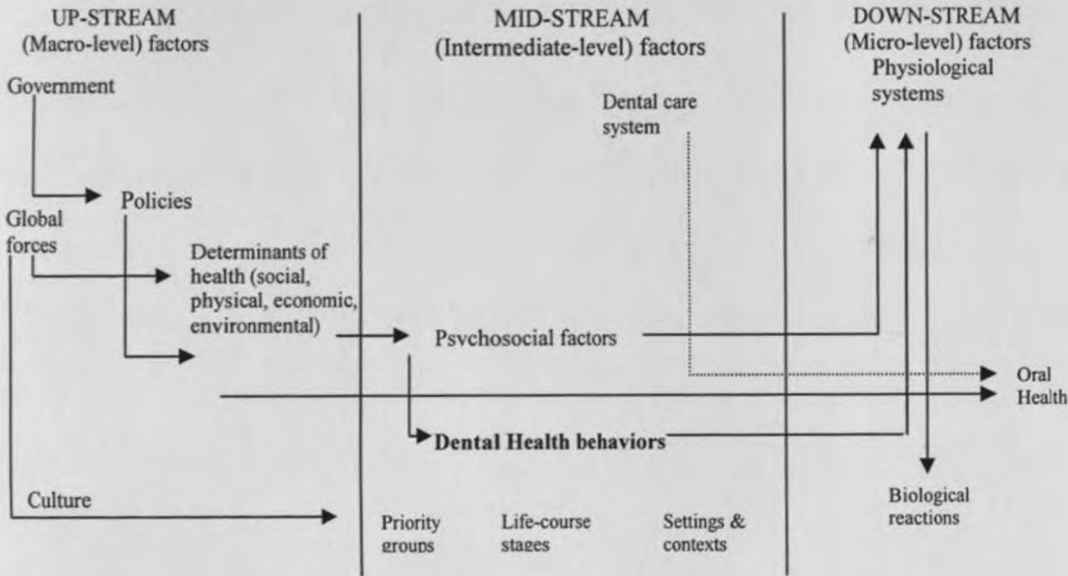 UP-STREAM
(Macro-level) factors
MID-STREAM
(Intermediate-level) factors
DOWN-STREAM
(Micro-level) factors
Physiological
systems
Government
Dental care
system
Policies
Global
forces
Determinants of
health (social,
physical, economic,
environmental)
Psychosocial factors
Oral
Health
Dental Health behaviors
Culture
Biological
reactions
Priority
groups
Life-course
stages
Settings &
contexts